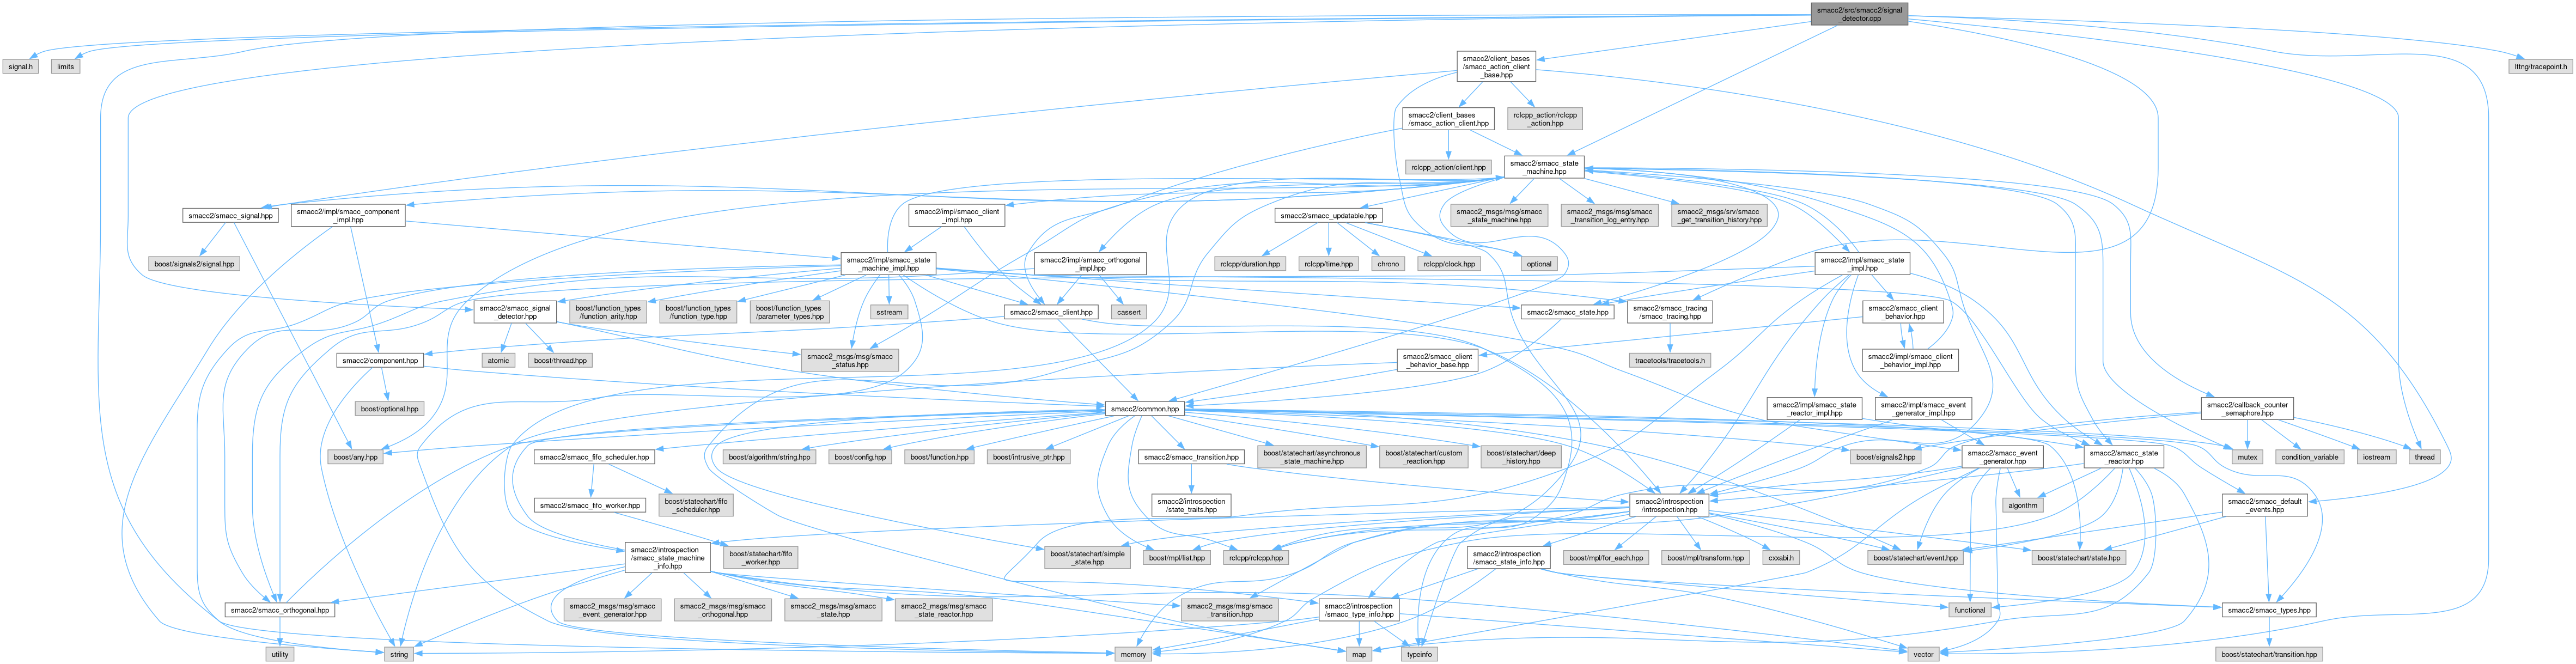 smacc2/src/smacc2/signal
_detector.cpp
signal.h
limits
smacc2/client_bases
/smacc_action_client
_base.hpp
lttng/tracepoint.h
smacc2/client_bases
/smacc_action_client.hpp
rclcpp_action/rclcpp
_action.hpp
rclcpp_action/client.hpp
smacc2/smacc_state
_machine.hpp
smacc2/smacc_signal.hpp
smacc2/impl/smacc_component
_impl.hpp
smacc2/impl/smacc_client
_impl.hpp
smacc2/smacc_updatable.hpp
smacc2_msgs/msg/smacc
_state_machine.hpp
smacc2_msgs/msg/smacc
_transition_log_entry.hpp
smacc2_msgs/srv/smacc
_get_transition_history.hpp
boost/signals2/signal.hpp
smacc2/impl/smacc_state
_machine_impl.hpp
smacc2/impl/smacc_orthogonal
_impl.hpp
rclcpp/duration.hpp
rclcpp/time.hpp
chrono
rclcpp/clock.hpp
optional
smacc2/impl/smacc_state
_impl.hpp
smacc2/smacc_signal
_detector.hpp
boost/function_types
/function_arity.hpp
boost/function_types
/function_type.hpp
boost/function_types
/parameter_types.hpp
sstream
smacc2/smacc_client.hpp
cassert
smacc2/smacc_state.hpp
smacc2/smacc_tracing
/smacc_tracing.hpp
smacc2/smacc_client
_behavior.hpp
atomic
boost/thread.hpp
smacc2/component.hpp
smacc2_msgs/msg/smacc
_status.hpp
smacc2/smacc_client
_behavior_base.hpp
tracetools/tracetools.h
smacc2/impl/smacc_client
_behavior_impl.hpp
boost/optional.hpp
smacc2/common.hpp
smacc2/impl/smacc_state
_reactor_impl.hpp
smacc2/impl/smacc_event
_generator_impl.hpp
smacc2/callback_counter
_semaphore.hpp
boost/any.hpp
smacc2/smacc_fifo_scheduler.hpp
boost/algorithm/string.hpp
boost/config.hpp
boost/function.hpp
boost/intrusive_ptr.hpp
smacc2/smacc_transition.hpp
boost/statechart/asynchronous
_state_machine.hpp
boost/statechart/custom
_reaction.hpp
boost/statechart/deep
_history.hpp
boost/signals2.hpp
smacc2/smacc_event
_generator.hpp
smacc2/smacc_state
_reactor.hpp
mutex
condition_variable
iostream
thread
smacc2/smacc_fifo_worker.hpp
boost/statechart/fifo
_scheduler.hpp
smacc2/introspection
/state_traits.hpp
smacc2/introspection
/introspection.hpp
algorithm
smacc2/smacc_default
_events.hpp
smacc2/introspection
/smacc_state_machine
_info.hpp
boost/statechart/fifo
_worker.hpp
boost/statechart/simple
_state.hpp
boost/mpl/list.hpp
rclcpp/rclcpp.hpp
smacc2/introspection
/smacc_state_info.hpp
boost/mpl/for_each.hpp
boost/mpl/transform.hpp
cxxabi.h
boost/statechart/event.hpp
boost/statechart/state.hpp
smacc2/smacc_orthogonal.hpp
smacc2_msgs/msg/smacc
_event_generator.hpp
smacc2_msgs/msg/smacc
_orthogonal.hpp
smacc2_msgs/msg/smacc
_state.hpp
smacc2_msgs/msg/smacc
_state_reactor.hpp
smacc2_msgs/msg/smacc
_transition.hpp
smacc2/introspection
/smacc_type_info.hpp
functional
smacc2/smacc_types.hpp
utility
string
memory
map
typeinfo
vector
boost/statechart/transition.hpp